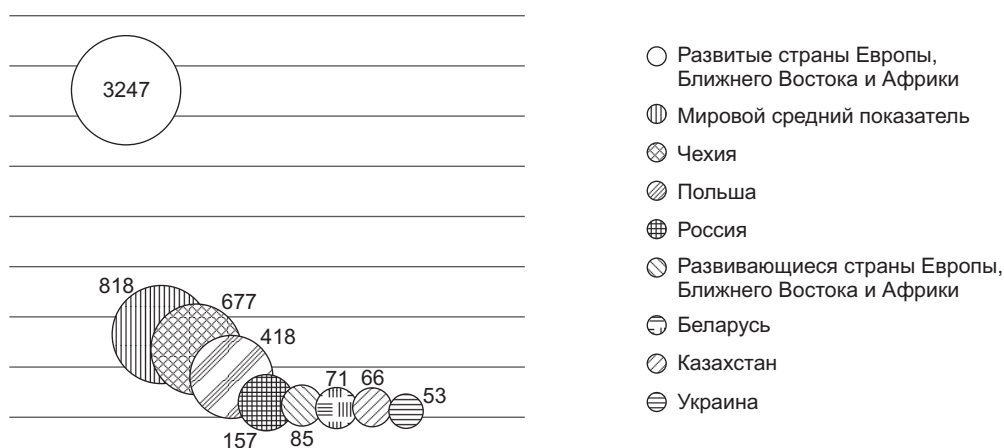 3247
818
677
418
157
85
71
66
53
Развитые страны Европы,
Ближнего Востока и Африки
Мировой средний показатель
Чехия
Польша
Россия
Развивающиеся страны Европы,
Ближнего Востока и Африки
Беларусь
Казахстан
Украина